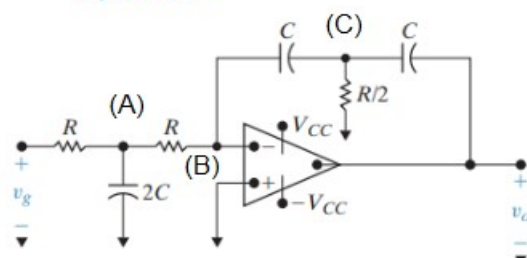 C (C) C
R/2
(A)
R R
V_CC
(B)
+ −
v_g 2C +
− −V_CC
+
v_o
−